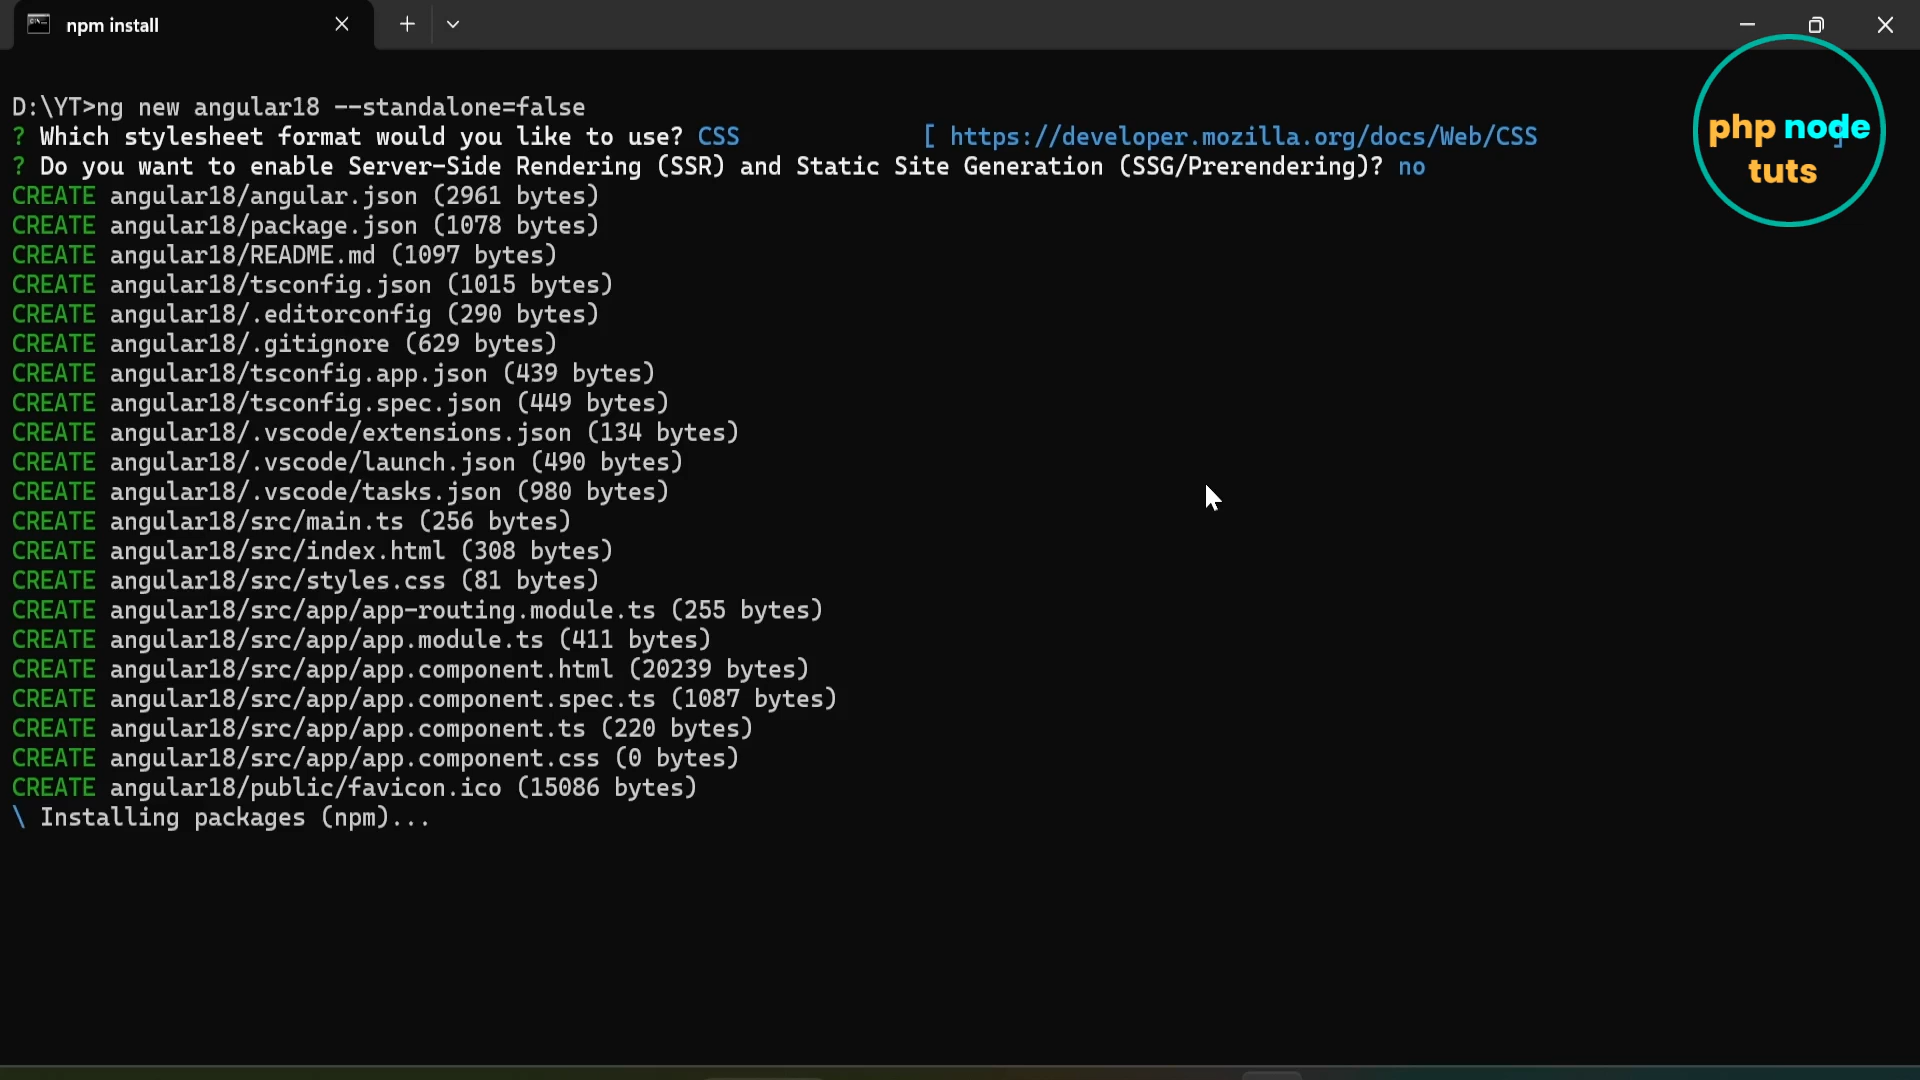 npm install
D:\YT>ng new angular18 --standalone=false
? Which stylesheet format would you like to use? CSS             [ https://developer.mozilla.org/docs/Web/CSS                     ]
? Do you want to enable Server-Side Rendering (SSR) and Static Site Generation (SSG/Prerendering)? no
CREATE angular18/angular.json (2961 bytes)
CREATE angular18/package.json (1078 bytes)
CREATE angular18/README.md (1097 bytes)
CREATE angular18/tsconfig.json (1015 bytes)
CREATE angular18/.editorconfig (290 bytes)
CREATE angular18/.gitignore (629 bytes)
CREATE angular18/tsconfig.app.json (439 bytes)
CREATE angular18/tsconfig.spec.json (449 bytes)
CREATE angular18/.vscode/extensions.json (134 bytes)
CREATE angular18/.vscode/launch.json (490 bytes)
CREATE angular18/.vscode/tasks.json (980 bytes)
CREATE angular18/src/main.ts (256 bytes)
CREATE angular18/src/index.html (308 bytes)
CREATE angular18/src/styles.css (81 bytes)
CREATE angular18/src/app/app-routing.module.ts (255 bytes)
CREATE angular18/src/app/app.module.ts (411 bytes)
CREATE angular18/src/app/app.component.html (20239 bytes)
CREATE angular18/src/app/app.component.spec.ts (1087 bytes)
CREATE angular18/src/app/app.component.ts (220 bytes)
CREATE angular18/src/app/app.component.css (0 bytes)
CREATE angular18/public/favicon.ico (15086 bytes)
\ Installing packages (npm)...
php node
tuts